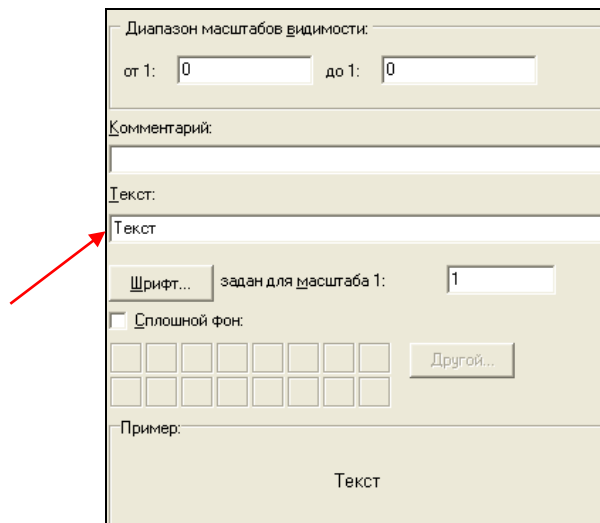 Диапазон масштабов видимости:
от 1: 0 до 1: 0
Комментарий:
Текст:
Текст
Шрифт... задан для масштаба 1: 1
Сплошной фон:
Другой...
Пример:
Текст